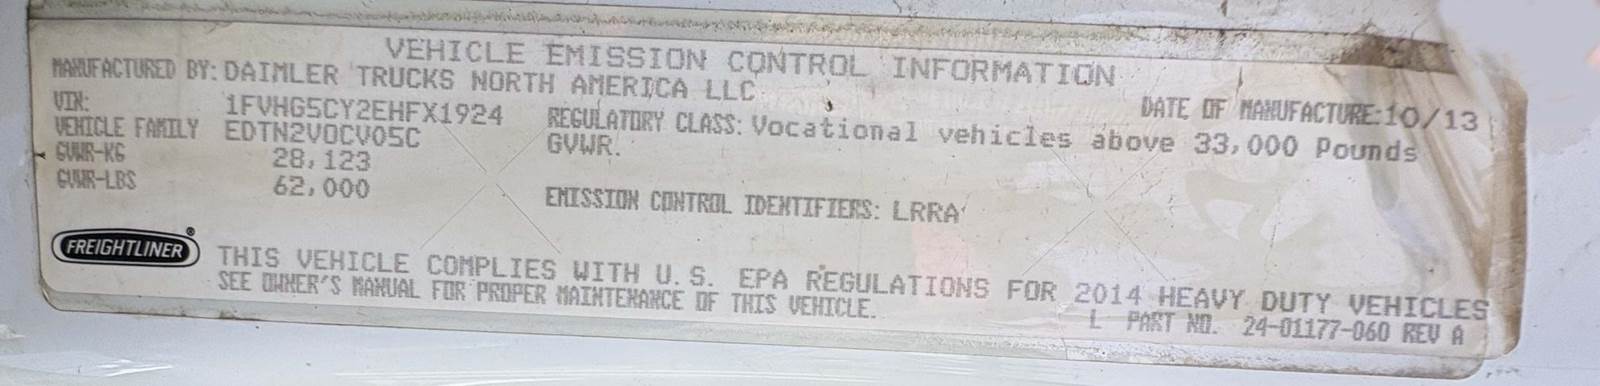 VEHICLE EMISSION CONTROL INFORMATION
MANUFACTURED BY: DAIMLER TRUCKS NORTH AMERICA LLC
DATE OF MANUFACTURE:10/13
VIN: 1FVHG5CY2EHFX1924
REGULATORY CLASS: Vocational vehicles above 33,000 Pounds
GVWR.
VEHICLE FAMILY EDTN2VOCV05C
GVWR-KG 28,123
GVWR-LBS 62,000
EMISSION CONTROL IDENTIFIERS: LRRA
FREIGHTLINER®
THIS VEHICLE COMPLIES WITH U.S. EPA REGULATIONS FOR 2014 HEAVY DUTY VEHICLES
SEE OWNER'S MANUAL FOR PROPER MAINTENANCE OF THIS VEHICLE.
L PART NO. 24-01177-060 REV A